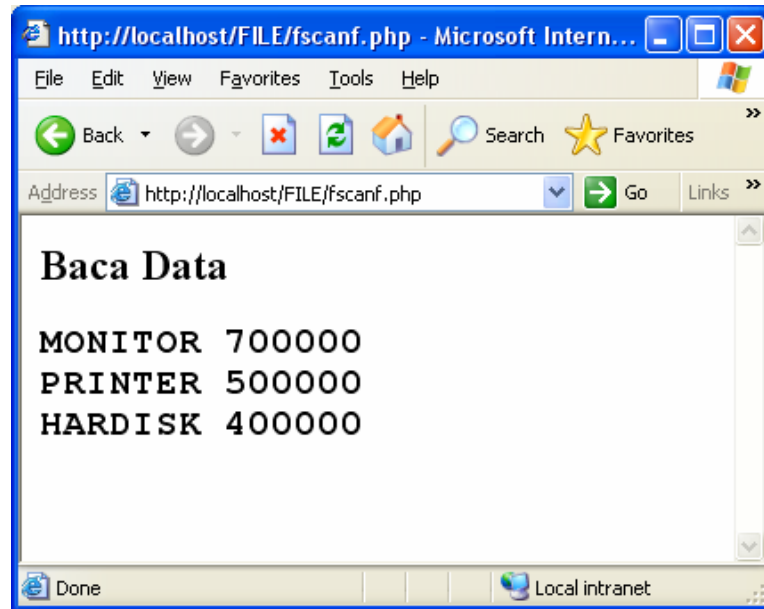 http://localhost/FILE/fscanf.php - Microsoft Intern...
File Edit View Favorites Tools Help
Back Search Favorites »
Address http://localhost/FILE/fscanf.php Go Links »
Baca Data
MONITOR 700000
PRINTER 500000
HARDISK 400000
Done Local intranet